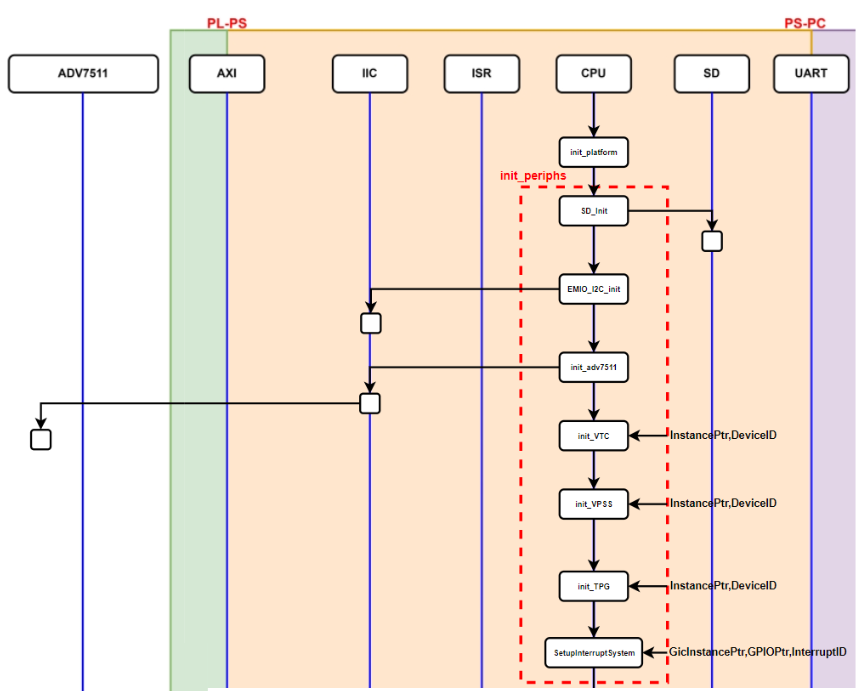 PL-PS
PS-PC
ADV7511
AXI
IIC
ISR
CPU
SD
UART
init_platform
init_periphs
SD_Init
EMIO_I2C_init
init_adv7511
init_VTC
InstancePtr,DeviceID
init_VPSS
InstancePtr,DeviceID
init_TPG
InstancePtr,DeviceID
SetupInterruptSystem
GicInstancePtr,GPIOPtr,InterruptID